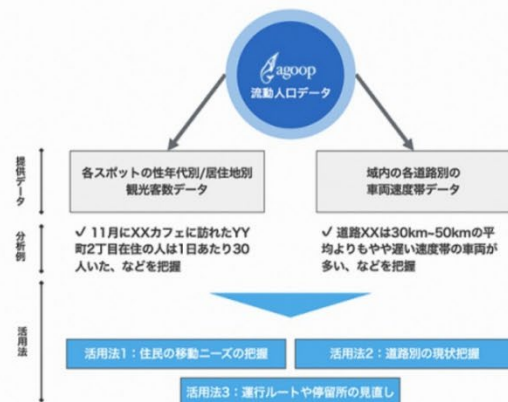 agoop
流動人口データ
提供データ
各スポットの性年代別/居住地別
観光客数データ
域内の各道路別の
車両速度帯データ
分析例
✓ 11月にXXカフェに訪れたYY
町2丁目在住の人は1日あたり30
人いた、などを把握
✓ 道路XXは30km~50kmの平
均よりもやや遅い速度帯の車両が
多い、などを把握
活用法
活用法1：住民の移動ニーズの把握
活用法2：道路別の現状把握
活用法3：運行ルートや停留所の見直し